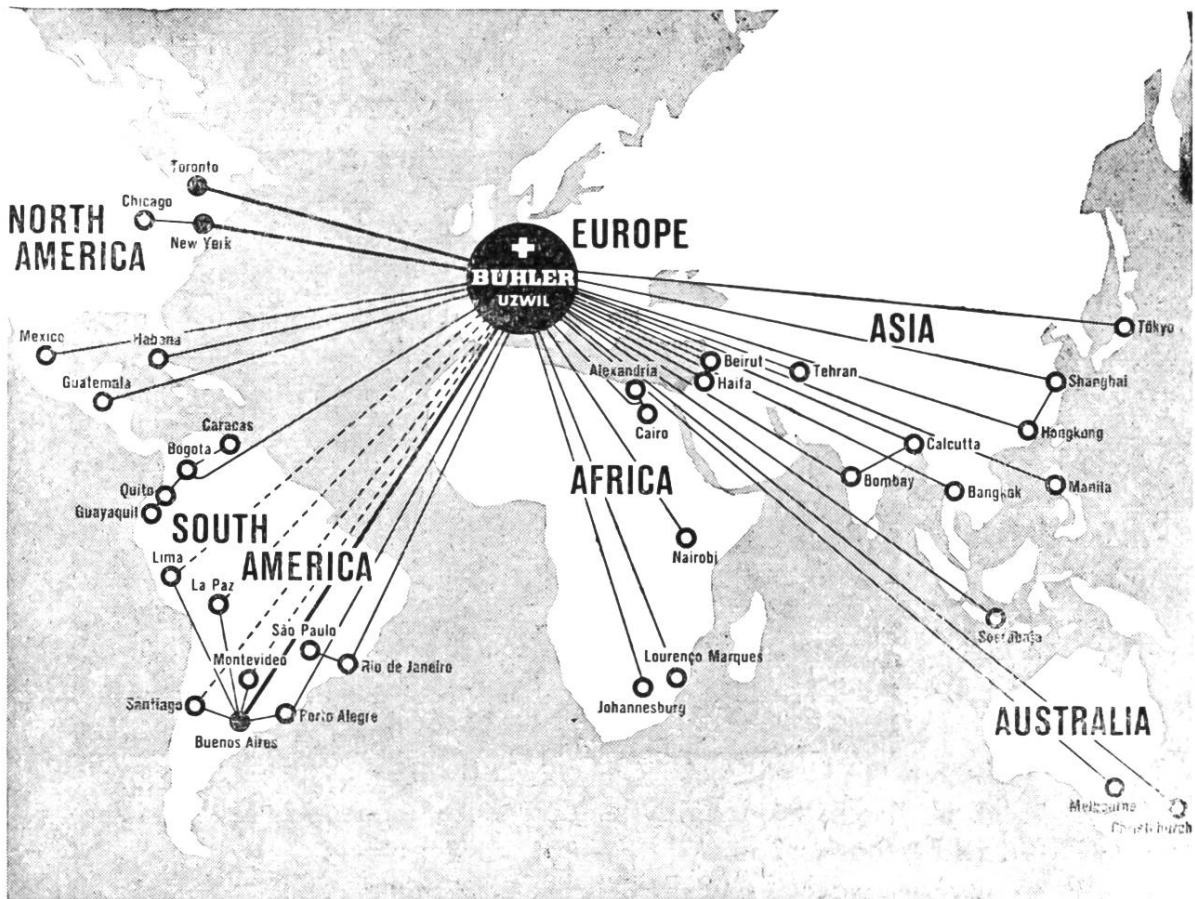 Toronto
Chicago
NORTH
AMERICA
New York
EUROPE
BÜHLER
UZWIL
ASIA
Tokyo
Mexico
Habana
Guatemala
Alexandria
Beirut
Haifa
Tehran
Shanghai
Cairo
Hongkong
Caracas
Bogota
Quito
Guayaquil
AFRICA
Calcutta
Bombay
Bangkok
Manila
SOUTH
AMERICA
Lima
La Paz
Nairobi
São Paulo
Montevideo
Rio de Janeiro
Soerabaja
Lourenço Marques
Johannesburg
Santiago
Porto Alegre
Buenos Aires
AUSTRALIA
Melbourne
Christchurch